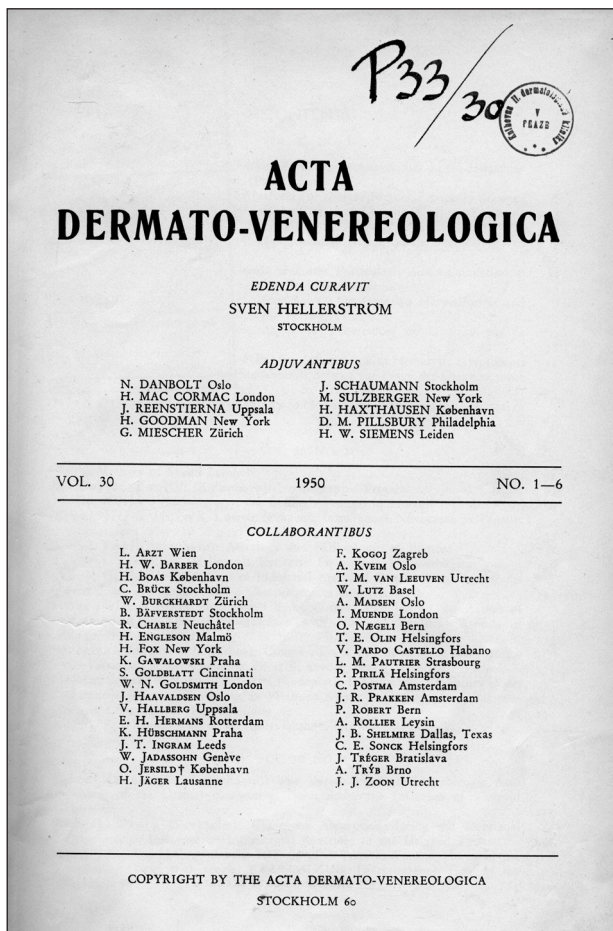 P33/30
Knihovna II. dermatologické kliniky
V
PRAZE
ACTA
DERMATO-VENEREOLOGICA
EDENDA CURAVIT
SVEN HELLERSTRÖM
STOCKHOLM
ADJUVANTIBUS
N. DANBOLT Oslo
H. MAC CORMAC London
J. REENSTIERNA Uppsala
H. GOODMAN New York
G. MIESCHER Zürich
J. SCHAUMANN Stockholm
M. SULZBERGER New York
H. HAXTHAUSEN København
D. M. PILLSBURY Philadelphia
H. W. SIEMENS Leiden
VOL. 30 1950 NO. 1—6
COLLABORANTIBUS
L. ARZT Wien
H. W. BARBER London
H. BOAS København
C. BRÜCK Stockholm
W. BURCKHARDT Zürich
B. BÄFVERSTEDT Stockholm
R. CHABLE Neuchâtel
H. ENGLESON Malmö
H. FOX New York
K. GAWALOWSKI Praha
S. GOLDBLATT Cincinnati
W. N. GOLDSMITH London
J. HAAVALDSEN Oslo
V. HALLBERG Uppsala
E. H. HERMANS Rotterdam
K. HÜBSCHMANN Praha
J. T. INGRAM Leeds
W. JADASSOHN Genève
O. JERSILD† København
H. JÄGER Lausanne
F. KOGOJ Zagreb
A. KVEIM Oslo
T. M. VAN LEEUVEN Utrecht
W. LUTZ Basel
A. MADSEN Oslo
I. MUENDE London
O. NÆGELI Bern
T. E. OLIN Helsingfors
V. PARDO CASTELLO Habano
L. M. PAUTRIER Strasbourg
P. PIRILÄ Helsingfors
C. POSTMA Amsterdam
J. R. PRAKKEN Amsterdam
P. ROBERT Bern
A. ROLLIER Leysin
J. B. SHELMIRE Dallas, Texas
C. E. SONCK Helsingfors
J. TRÉGER Bratislava
A. TRÝB Brno
J. J. ZOON Utrecht
COPYRIGHT BY THE ACTA DERMATO-VENEREOLOGICA
STOCKHOLM 60